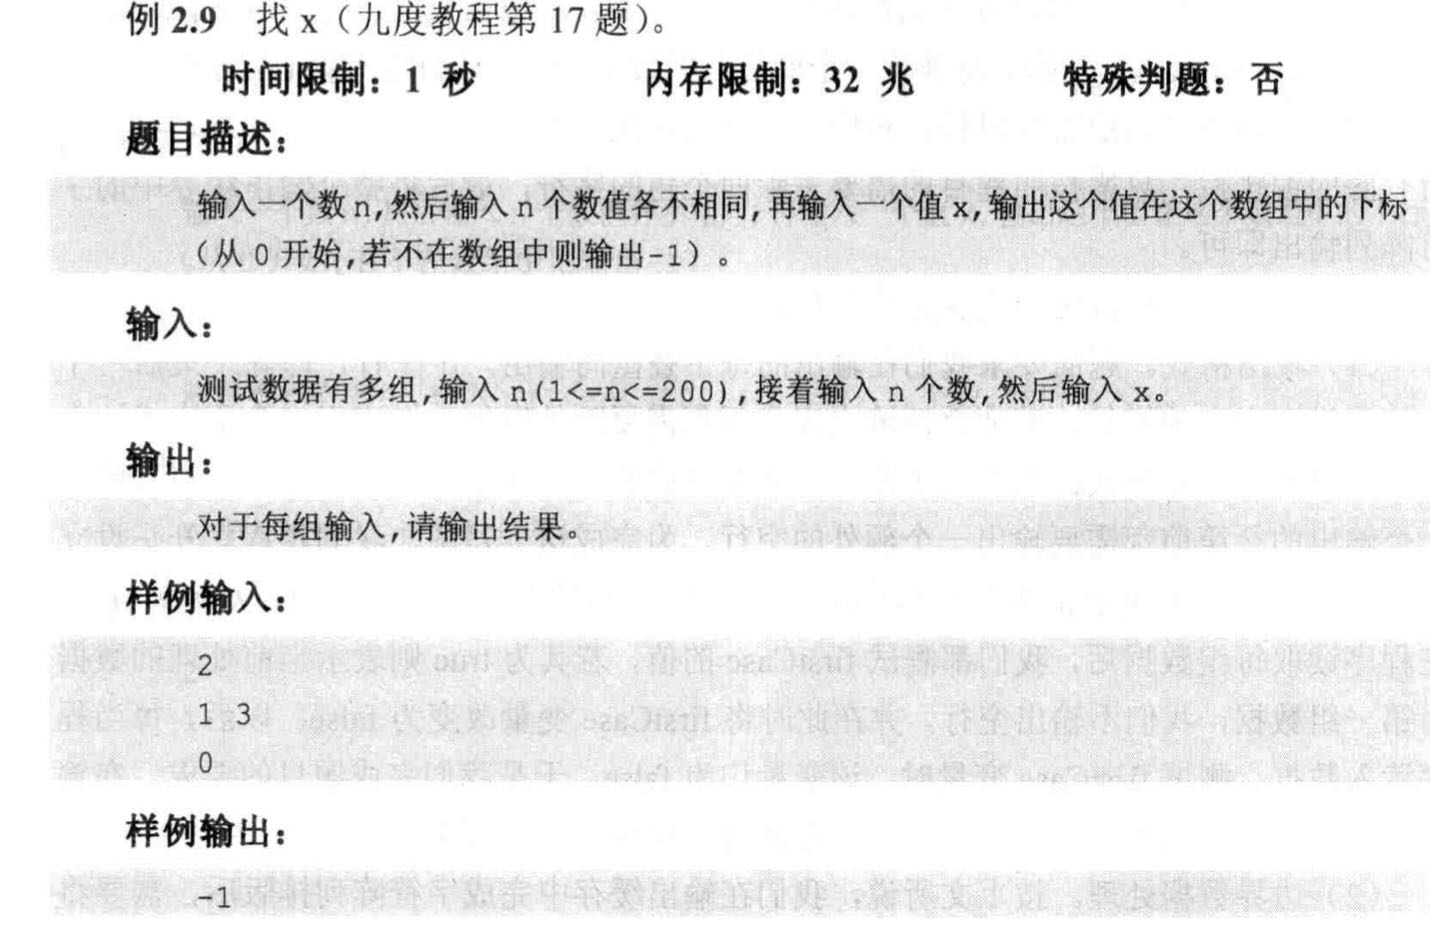 例 2.9 找 x（九度教程第 17 题）。
时间限制：1 秒 内存限制：32 兆 特殊判题：否
题目描述：
输入一个数 n,然后输入 n 个数值各不相同,再输入一个值 x,输出这个值在这个数组中的下标
（从 0 开始,若不在数组中则输出-1）。
输入：
测试数据有多组,输入 n(1<=n<=200),接着输入 n 个数,然后输入 x。
输出：
对于每组输入,请输出结果。
样例输入：
2
1 3
0
样例输出：
-1